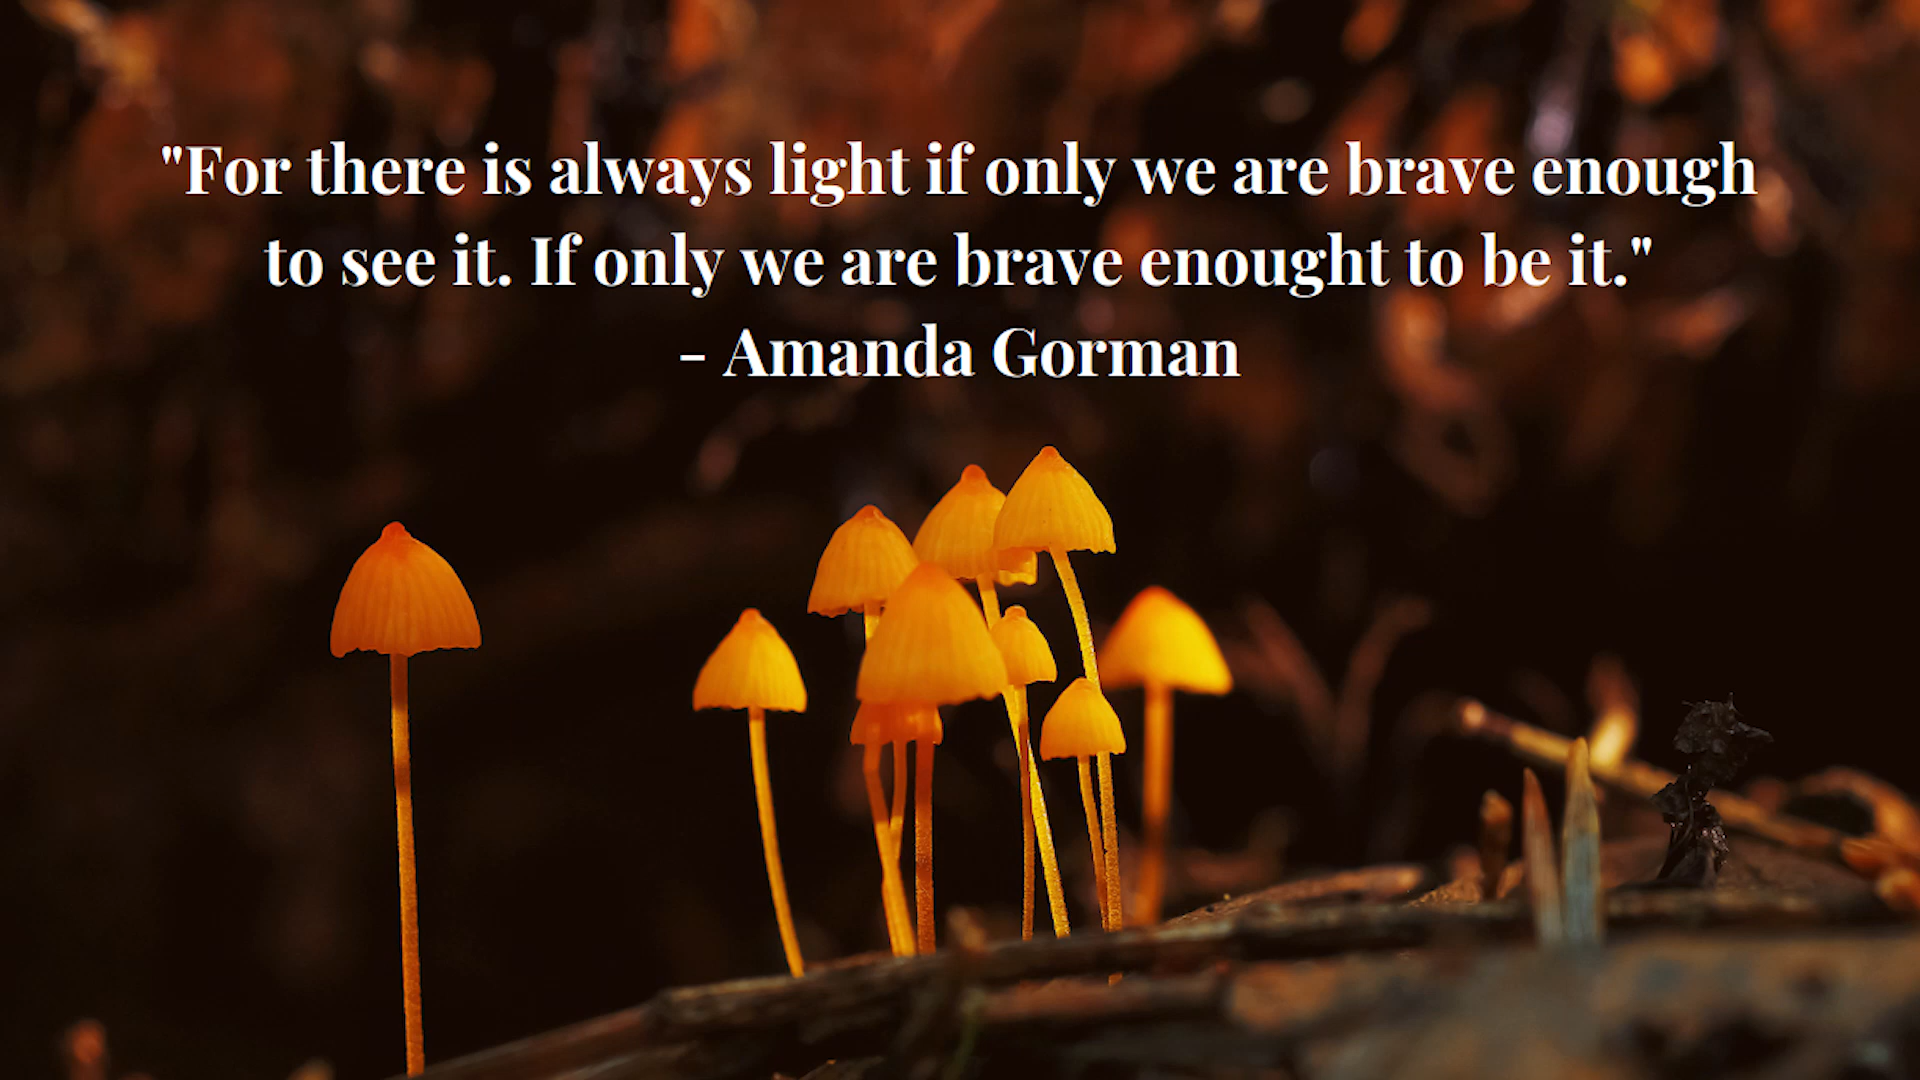 "For there is always light if only we are brave enough
to see it. If only we are brave enought to be it."
- Amanda Gorman